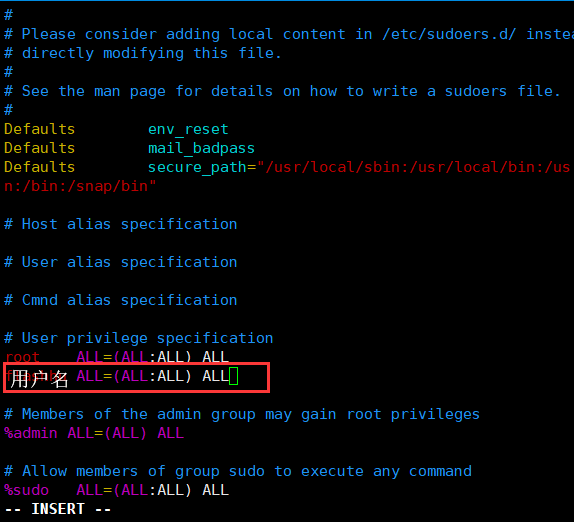 #
# Please consider adding local content in /etc/sudoers.d/ inste
# directly modifying this file.
#
# See the man page for details on how to write a sudoers file.
#
Defaults        env_reset
Defaults        mail_badpass
Defaults        secure_path="/usr/local/sbin:/usr/local/bin:/us
n:/bin:/snap/bin"
# Host alias specification
# User alias specification
# Cmnd alias specification
# User privilege specification
root    ALL=(ALL:ALL) ALL
用户名 ALL=(ALL:ALL) ALL
# Members of the admin group may gain root privileges
%admin ALL=(ALL) ALL
# Allow members of group sudo to execute any command
%sudo   ALL=(ALL:ALL) ALL
-- INSERT --